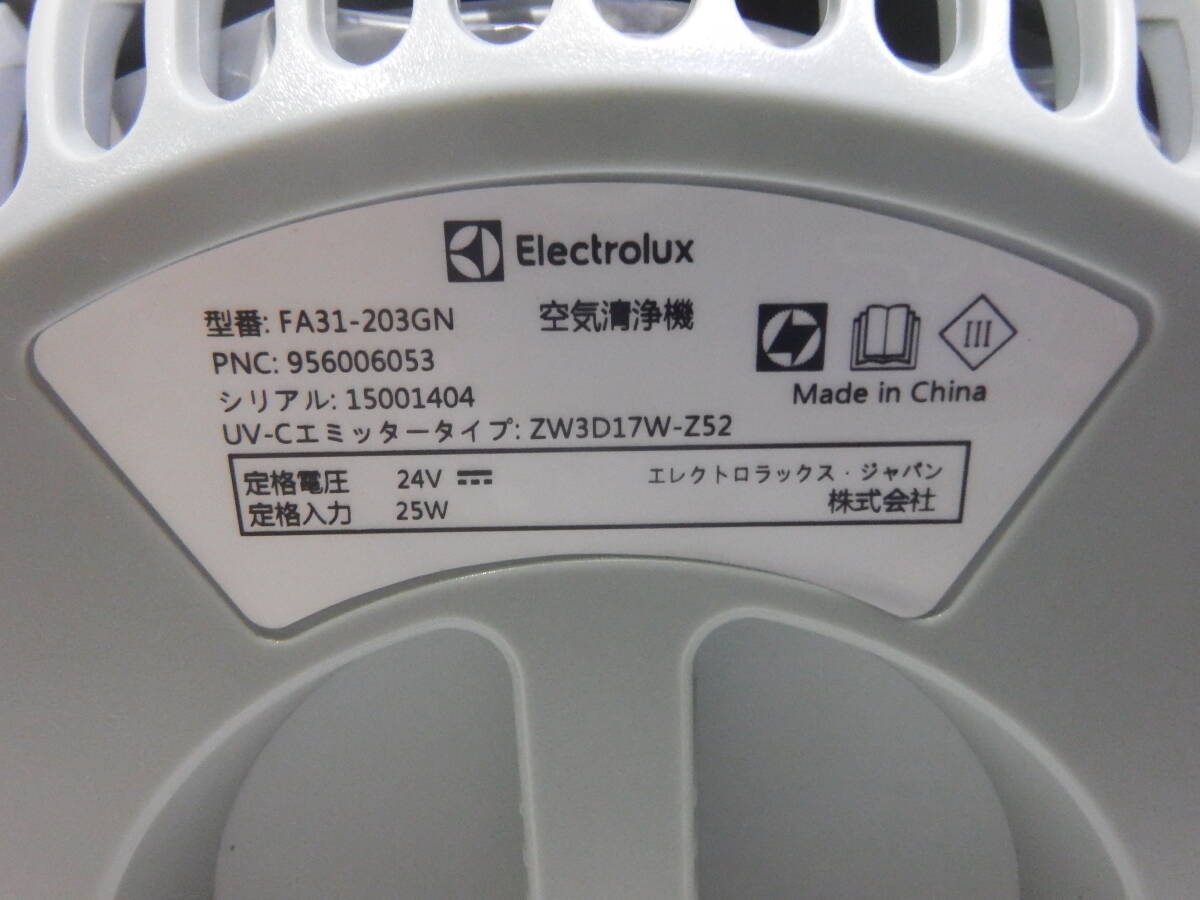 Electrolux
型番: FA31-203GN
空気清浄機
PNC: 956006053
シリアル: 15001404
UV-Cエミッタータイプ: ZW3D17W-Z52
III
Made in China
定格電圧 24V
定格入力 25W
エレクトロラックス・ジャパン
株式会社